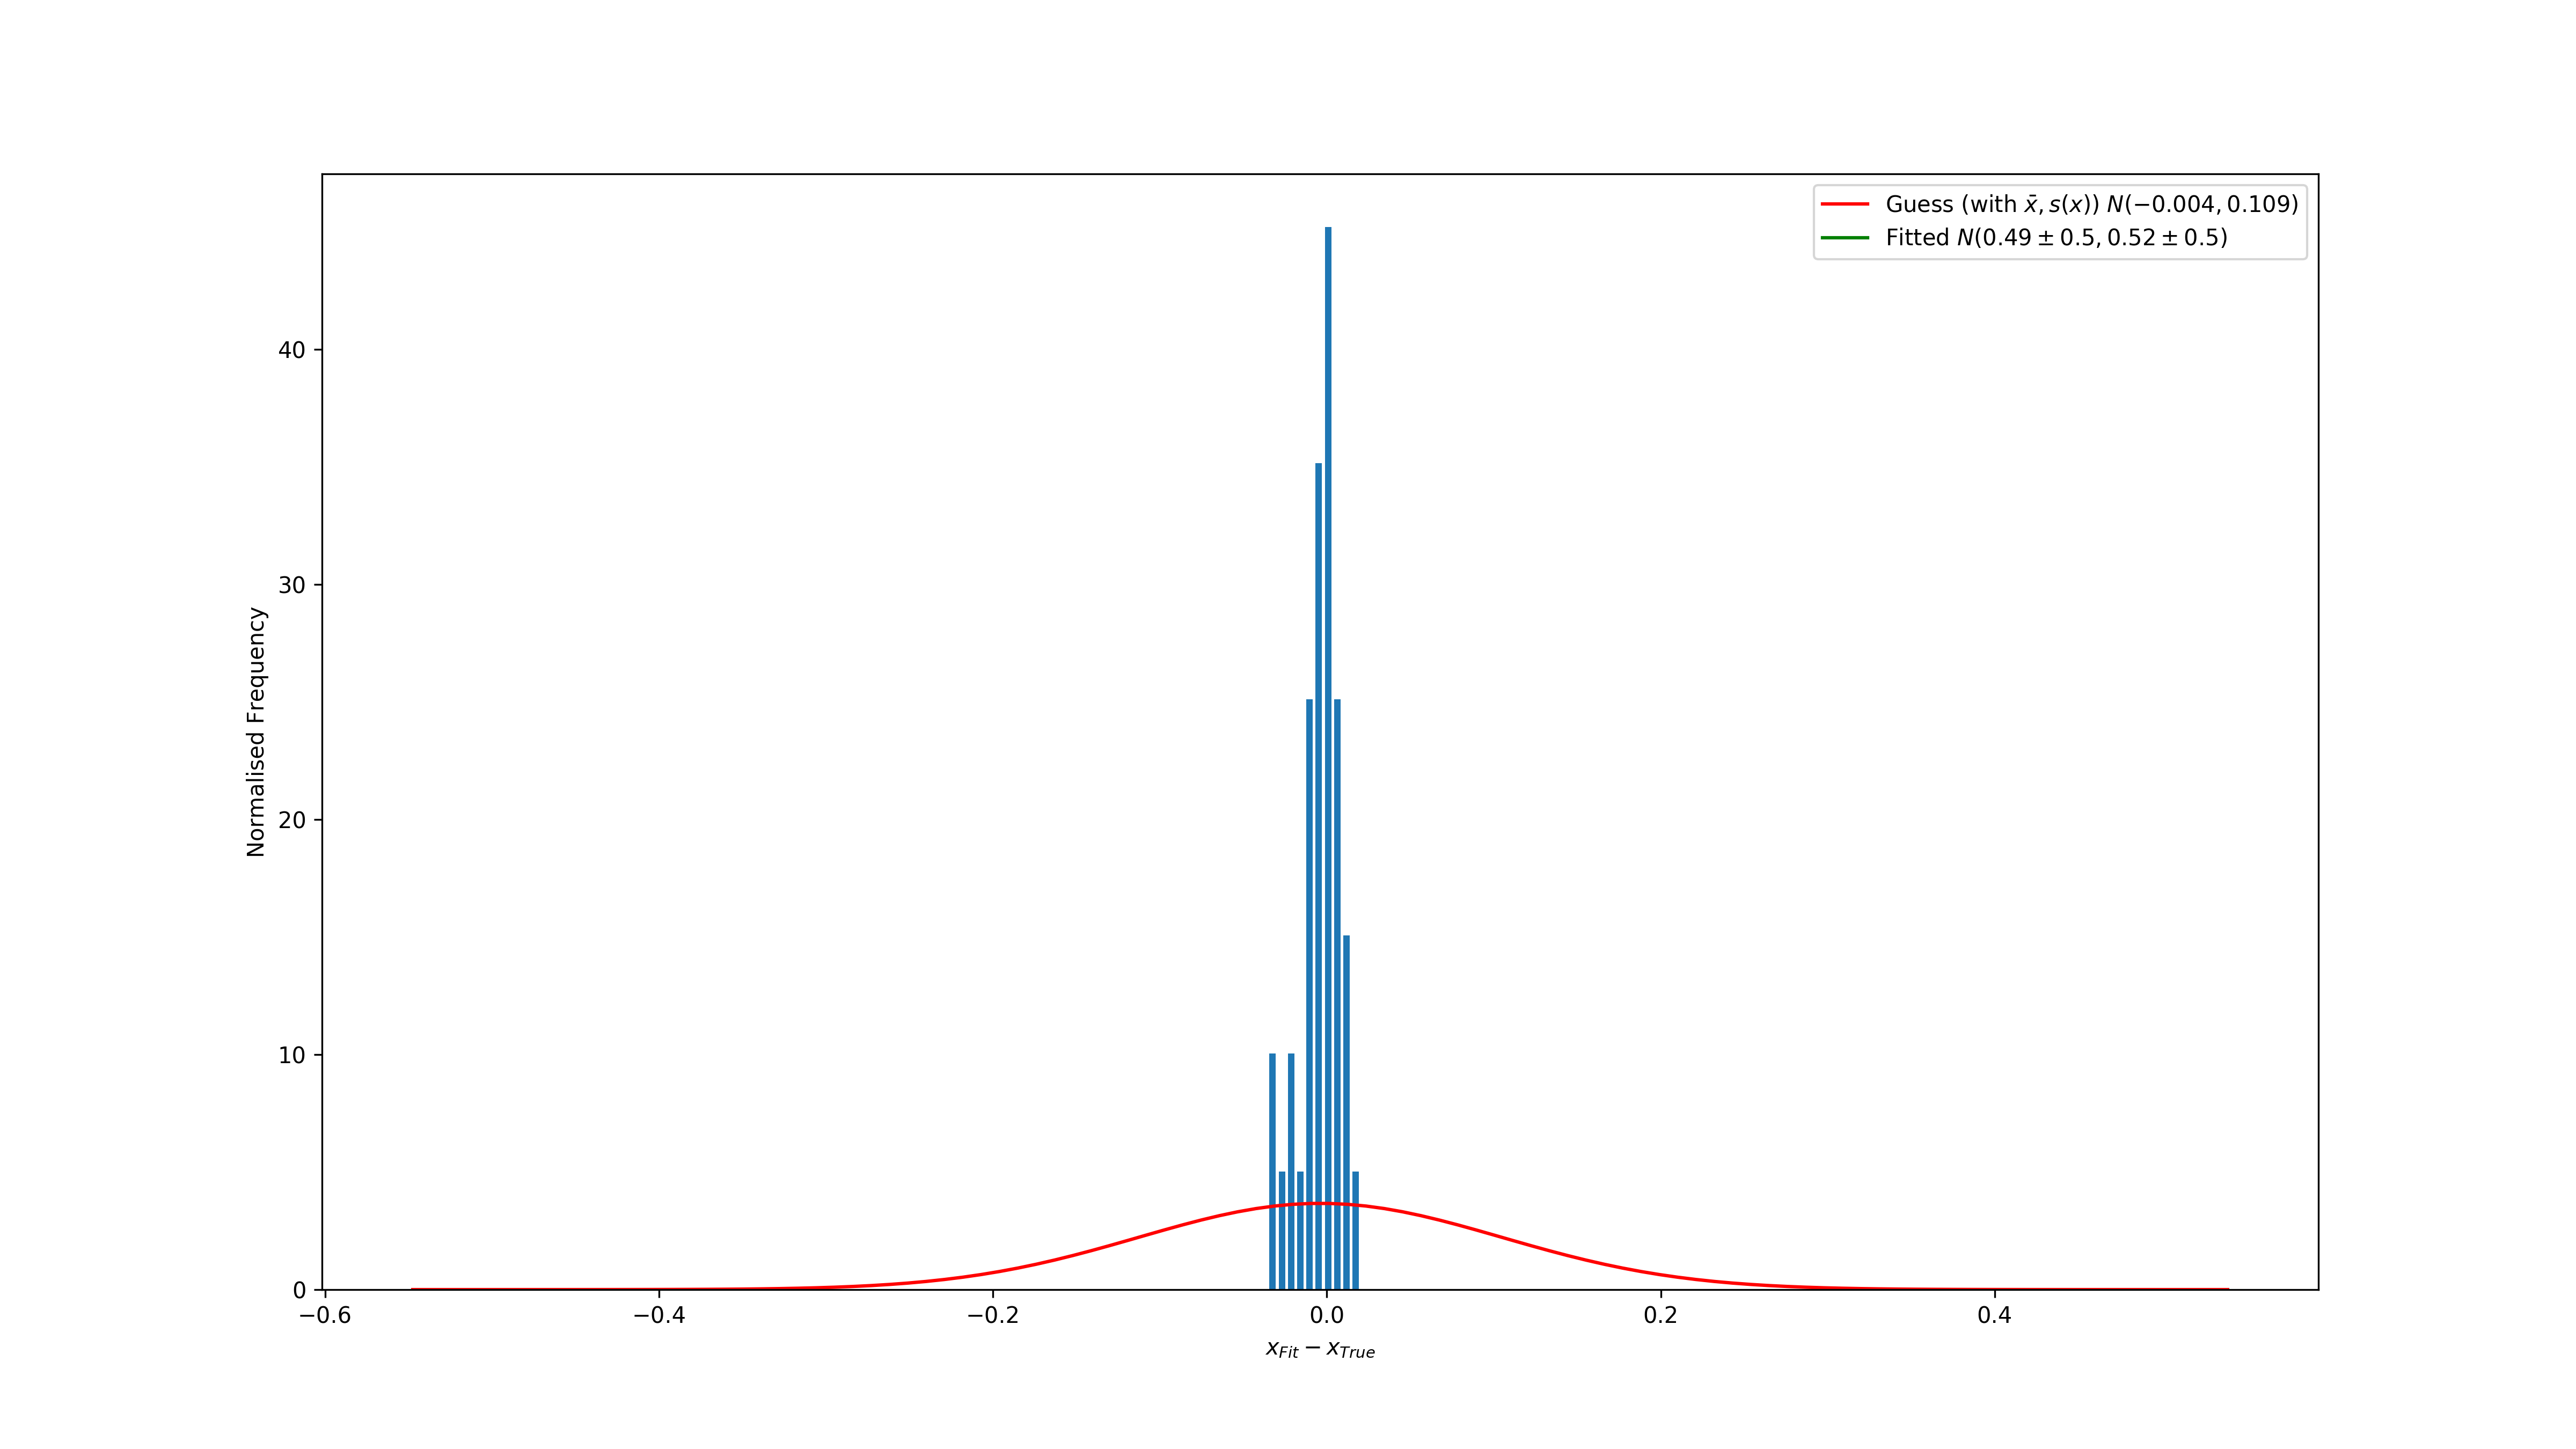 Guess (with x̄, s(x)) N(−0.004, 0.109)
Fitted N(0.49 ± 0.5, 0.52 ± 0.5)
Normalised Frequency
40
30
20
10
0
−0.6 −0.4 −0.2 0.0 0.2 0.4
x_Fit − x_True